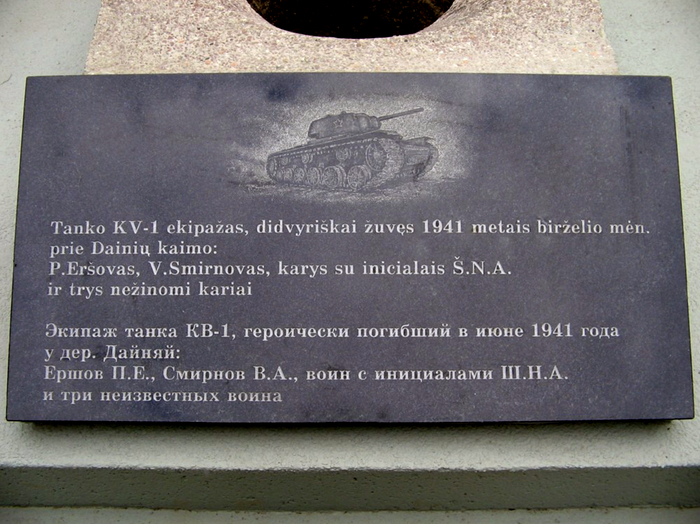 Tanko KV-1 ekipažas, didvyriškai žuvęs 1941 metais birželio mėn.
prie Dainių kaimo:
P.Eršovas, V.Smirnovas, karys su inicialais Š.N.A.
ir trys nežinomi kariai
Экипаж танка КВ-1, героически погибший в июне 1941 года
у дер. Дайняй:
Ершов П.Е., Смирнов В.А., воин с инициалами Ш.Н.А.
и три неизвестных воина